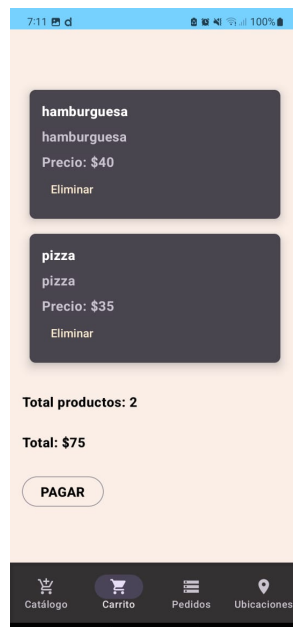 7:11
100%
hamburguesa
hamburguesa
Precio: $40
Eliminar
pizza
pizza
Precio: $35
Eliminar
Total productos: 2
Total: $75
PAGAR
Catálogo Carrito Pedidos Ubicaciones